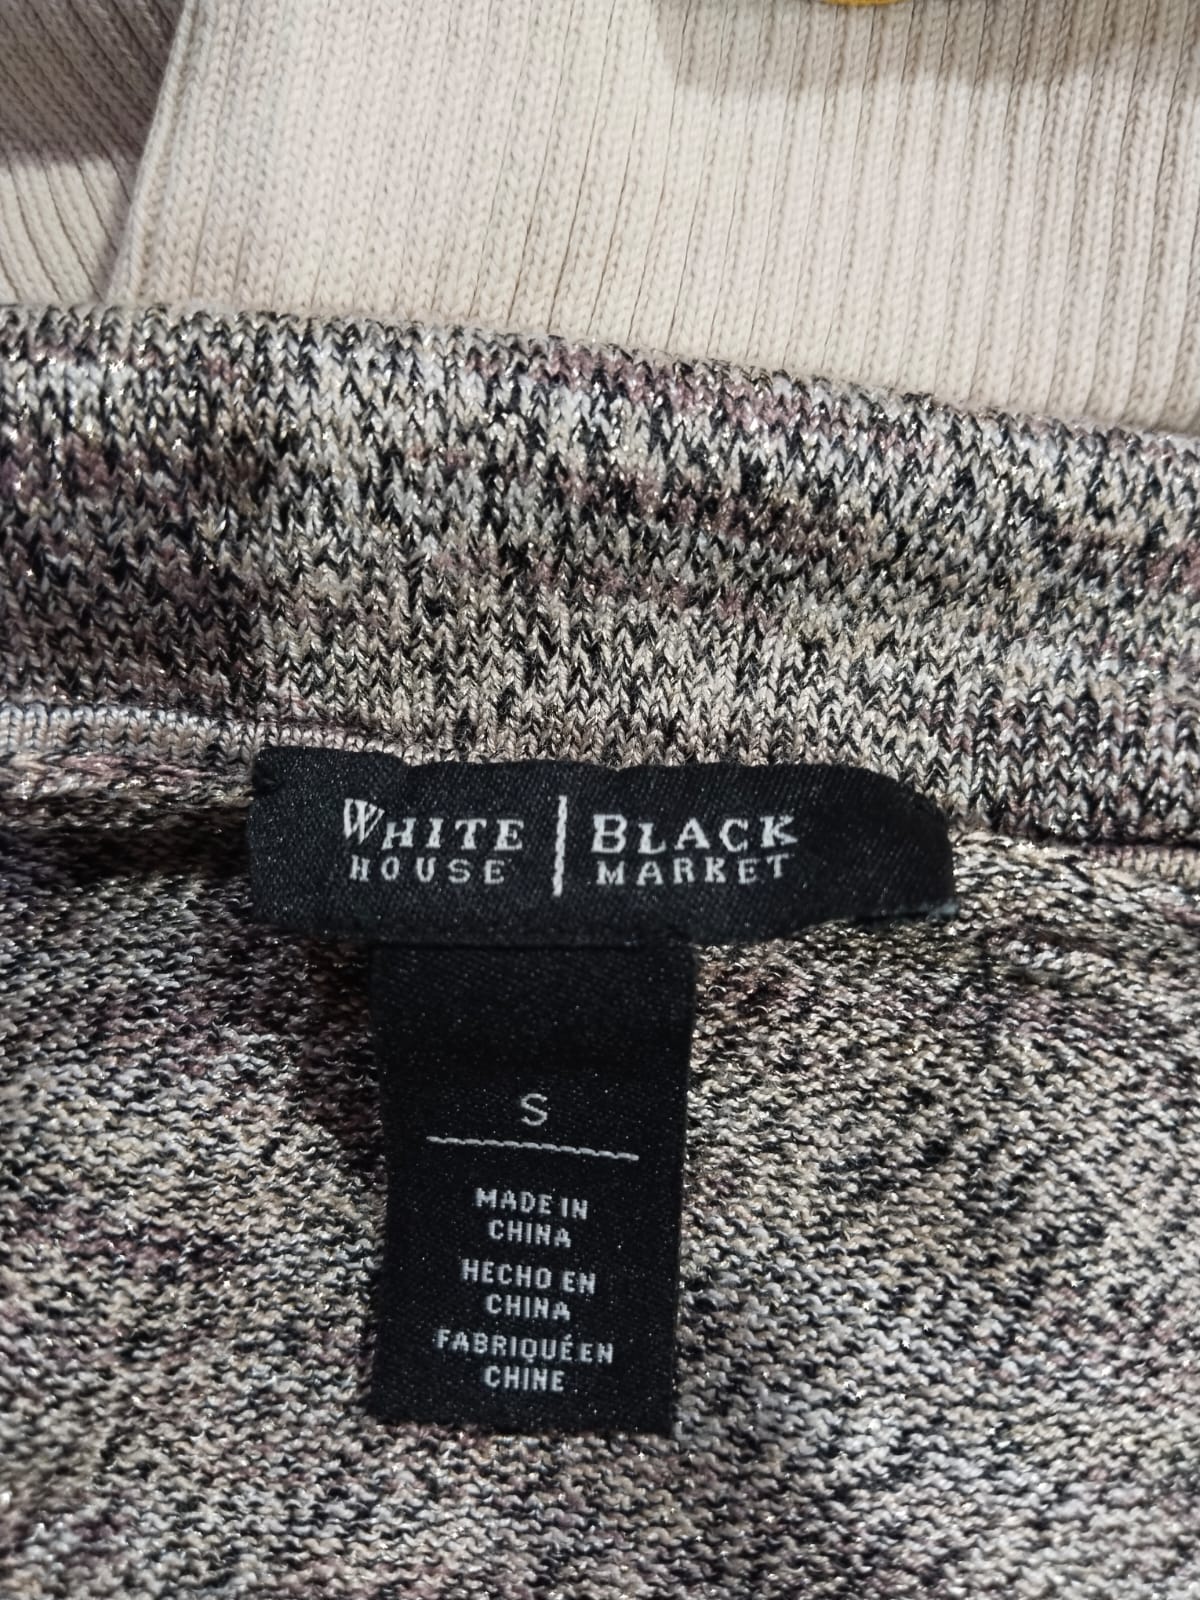 WHITE | BLACK
HOUSE | MARKET
S
MADE IN
CHINA
HECHO EN
CHINA
FABRIQUÉ EN
CHINE